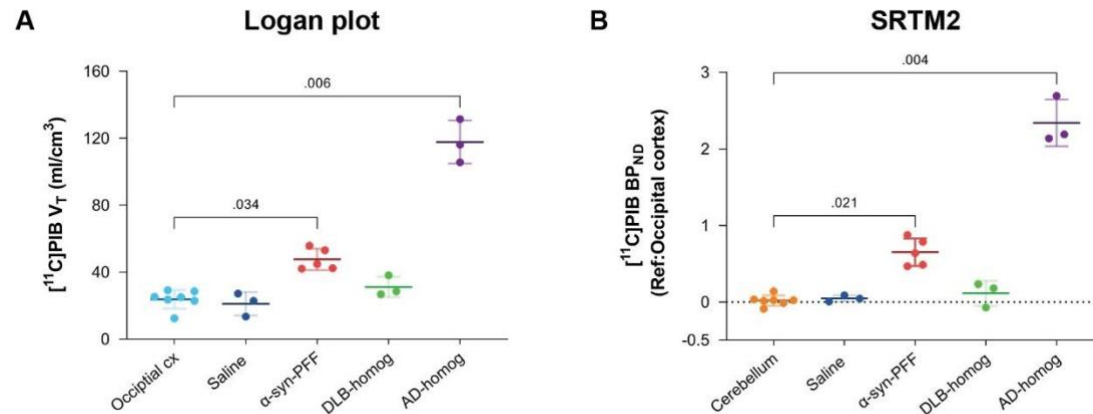 A
Logan plot
[¹¹C]PIB V_T (ml/cm³)
160
120
80
40
0
.006
.034
Occiptial cx
Saline
α-syn-PFF
DLB-homog
AD-homog
B
SRTM2
[¹¹C]PIB BP_ND
(Ref:Occipital cortex)
3
2
1
0
-0.5
.004
.021
Cerebellum
Saline
α-syn-PFF
DLB-homog
AD-homog